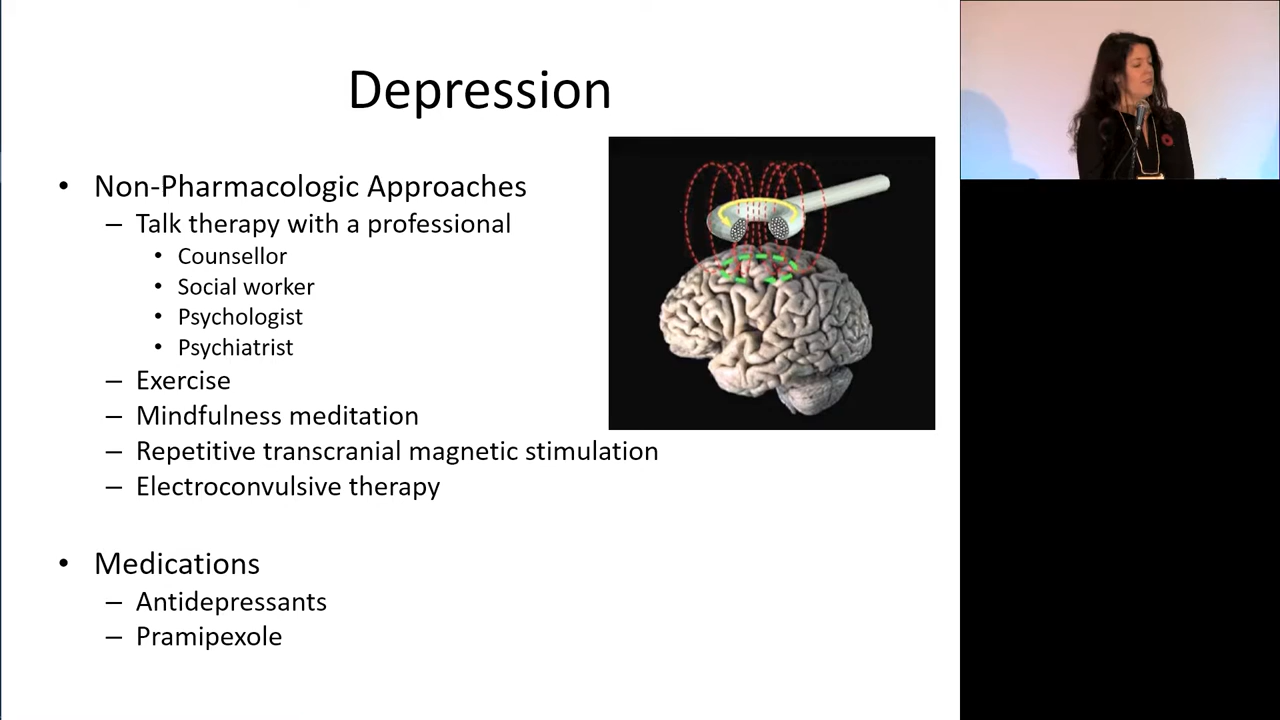 Depression
• Non-Pharmacologic Approaches
– Talk therapy with a professional
• Counsellor
• Social worker
• Psychologist
• Psychiatrist
– Exercise
– Mindfulness meditation
– Repetitive transcranial magnetic stimulation
– Electroconvulsive therapy
• Medications
– Antidepressants
– Pramipexole